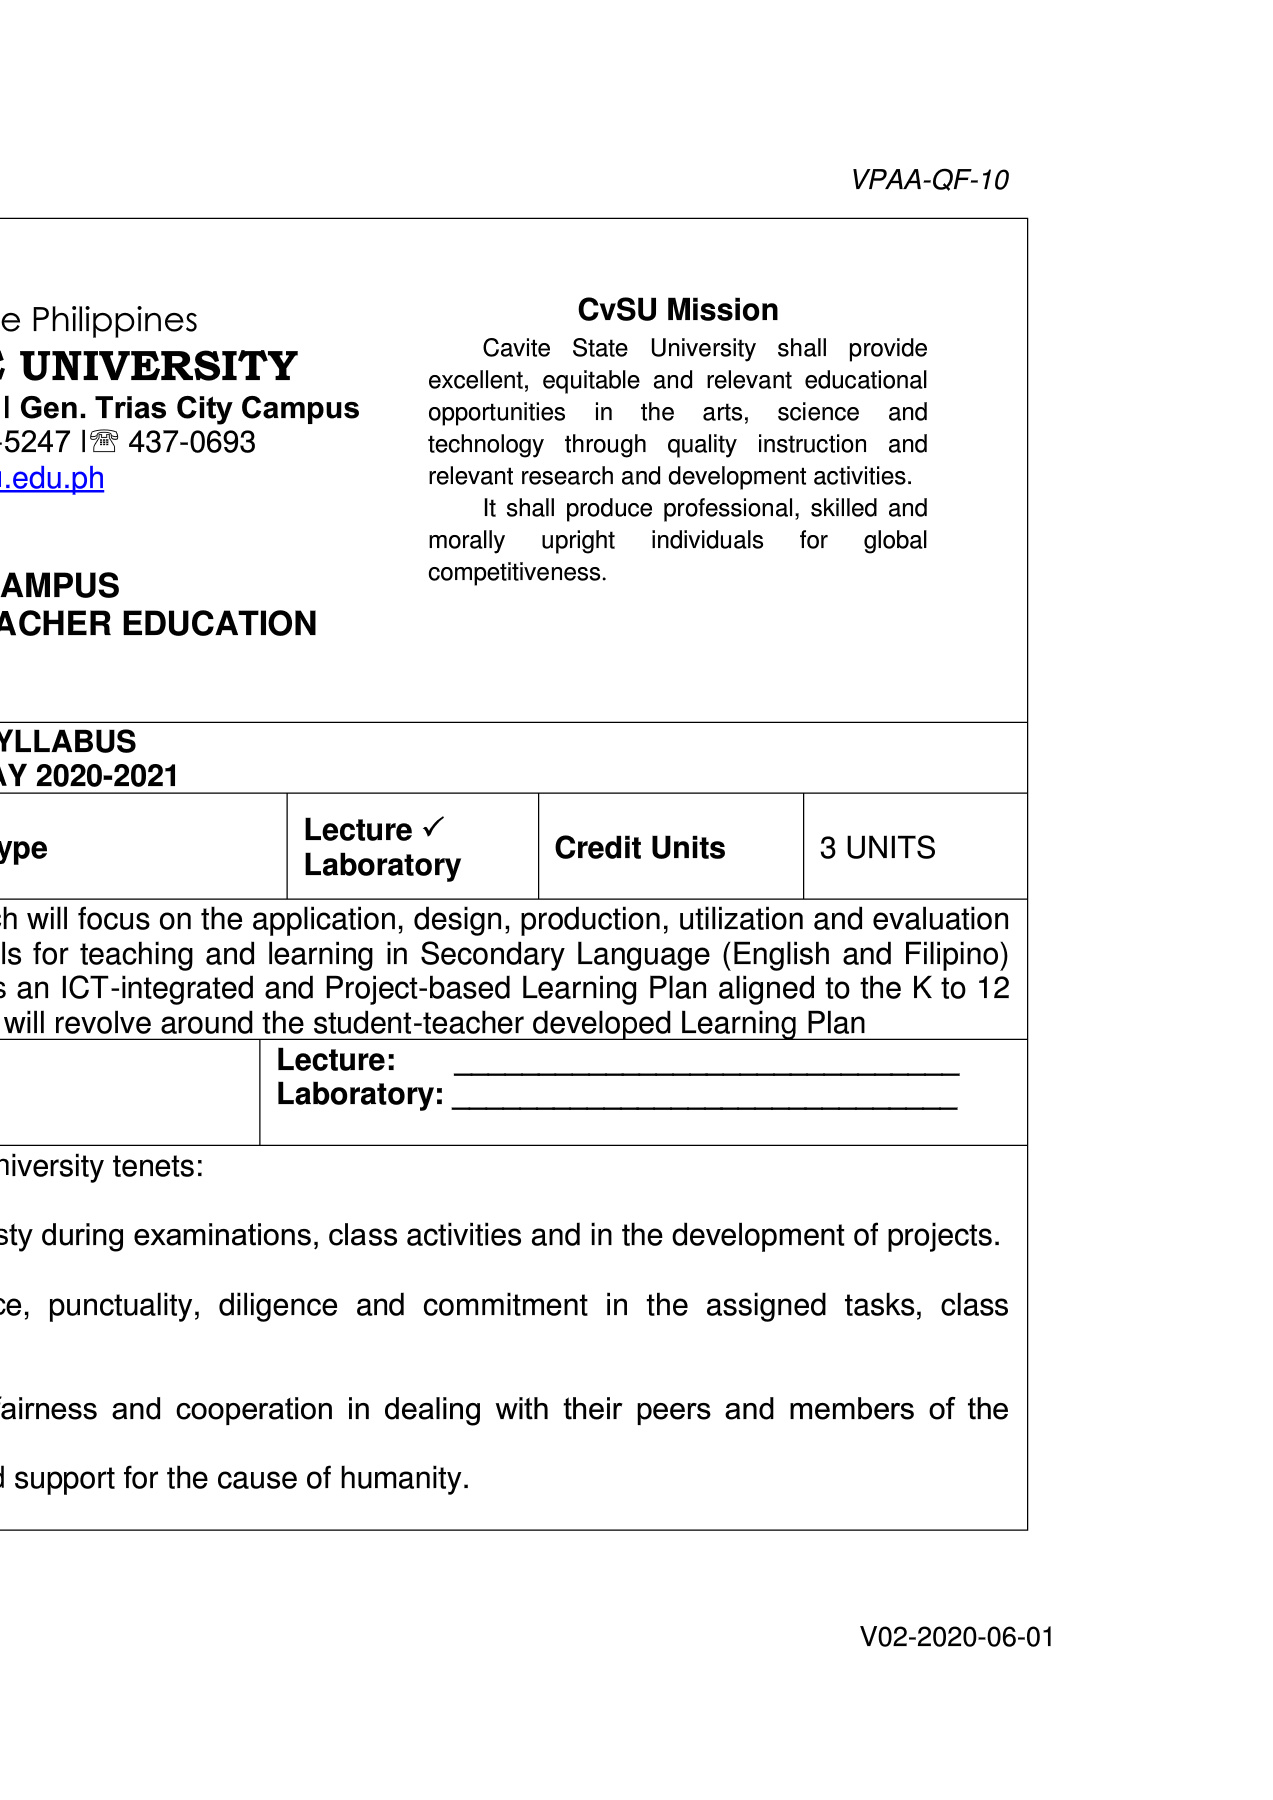 VPAA-QF-10
e Philippines
UNIVERSITY
| Gen. Trias City Campus
-5247 |☏ 437-0693
.edu.ph
AMPUS
ACHER EDUCATION
CvSU Mission
Cavite State University shall provide
excellent, equitable and relevant educational
opportunities in the arts, science and
technology through quality instruction and
relevant research and development activities.
It shall produce professional, skilled and
morally upright individuals for global
competitiveness.
YLLABUS
AY 2020-2021
ype
Lecture ✓
Laboratory
Credit Units
3 UNITS
ch will focus on the application, design, production, utilization and evaluation
ls for teaching and learning in Secondary Language (English and Filipino)
s an ICT-integrated and Project-based Learning Plan aligned to the K to 12
will revolve around the student-teacher developed Learning Plan
Lecture: ______________________________
Laboratory: ______________________________
niversity tenets:
sty during examinations, class activities and in the development of projects.
ce, punctuality, diligence and commitment in the assigned tasks, class
fairness and cooperation in dealing with their peers and members of the
d support for the cause of humanity.
V02-2020-06-01